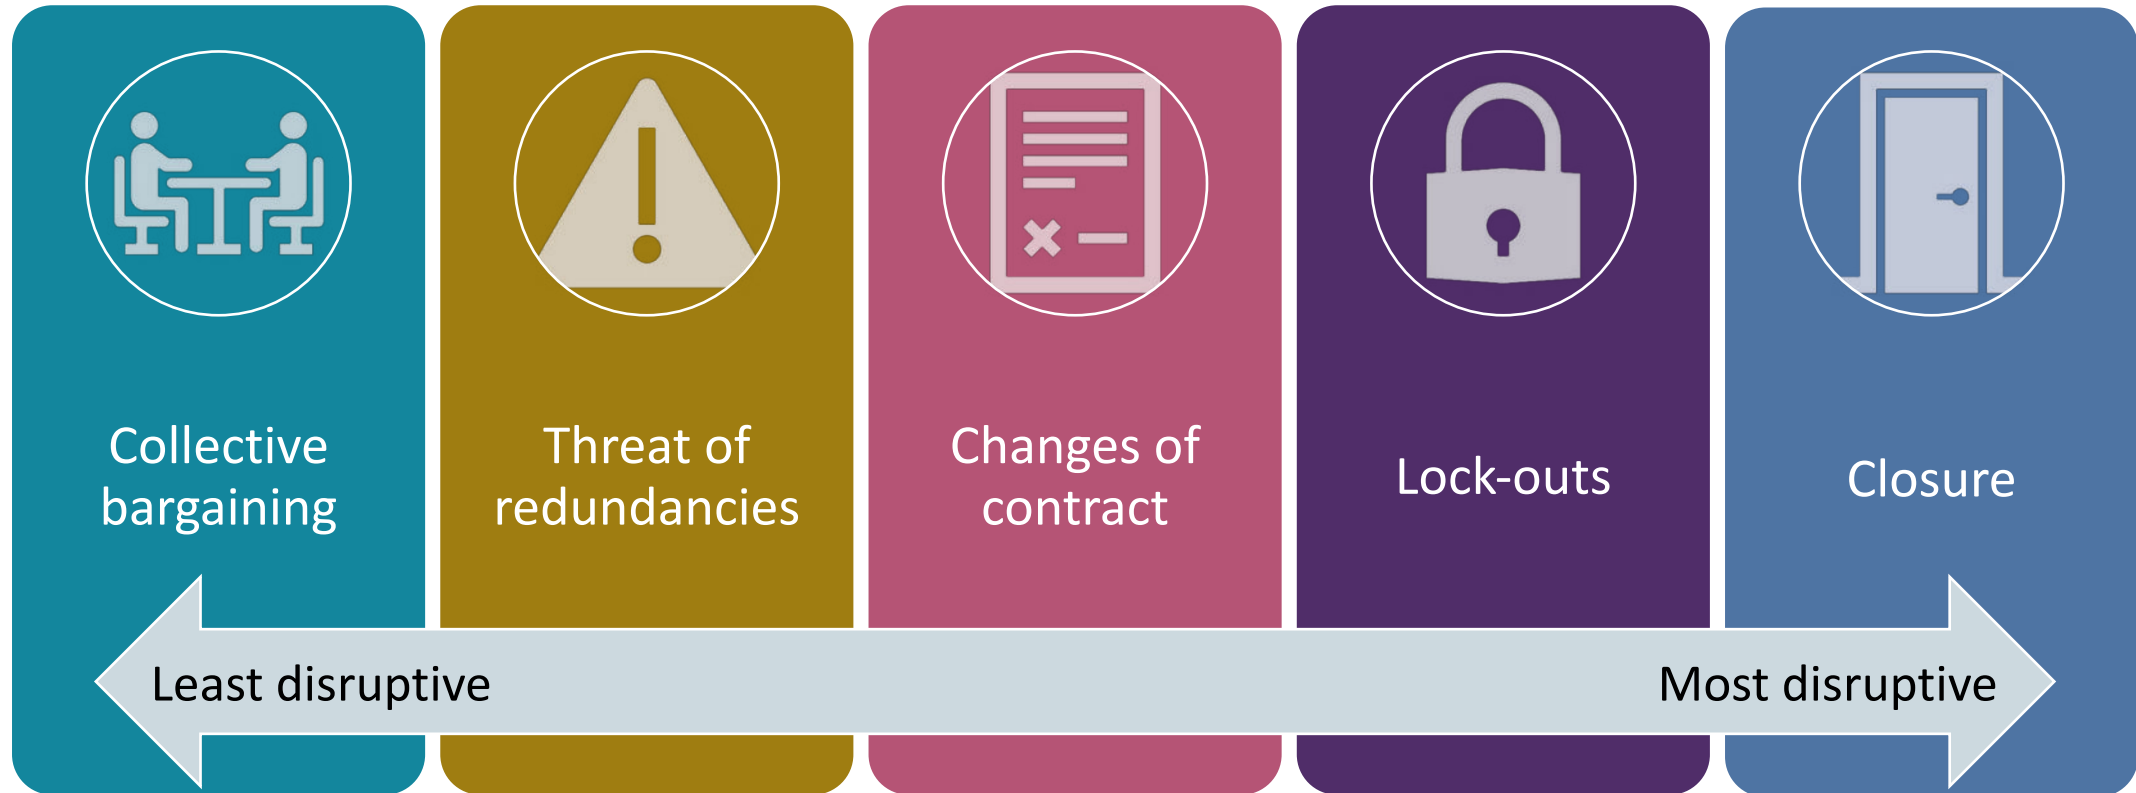 Collective
bargaining
Threat of
redundancies
Changes of
contract
Lock-outs
Closure
Least disruptive
Most disruptive